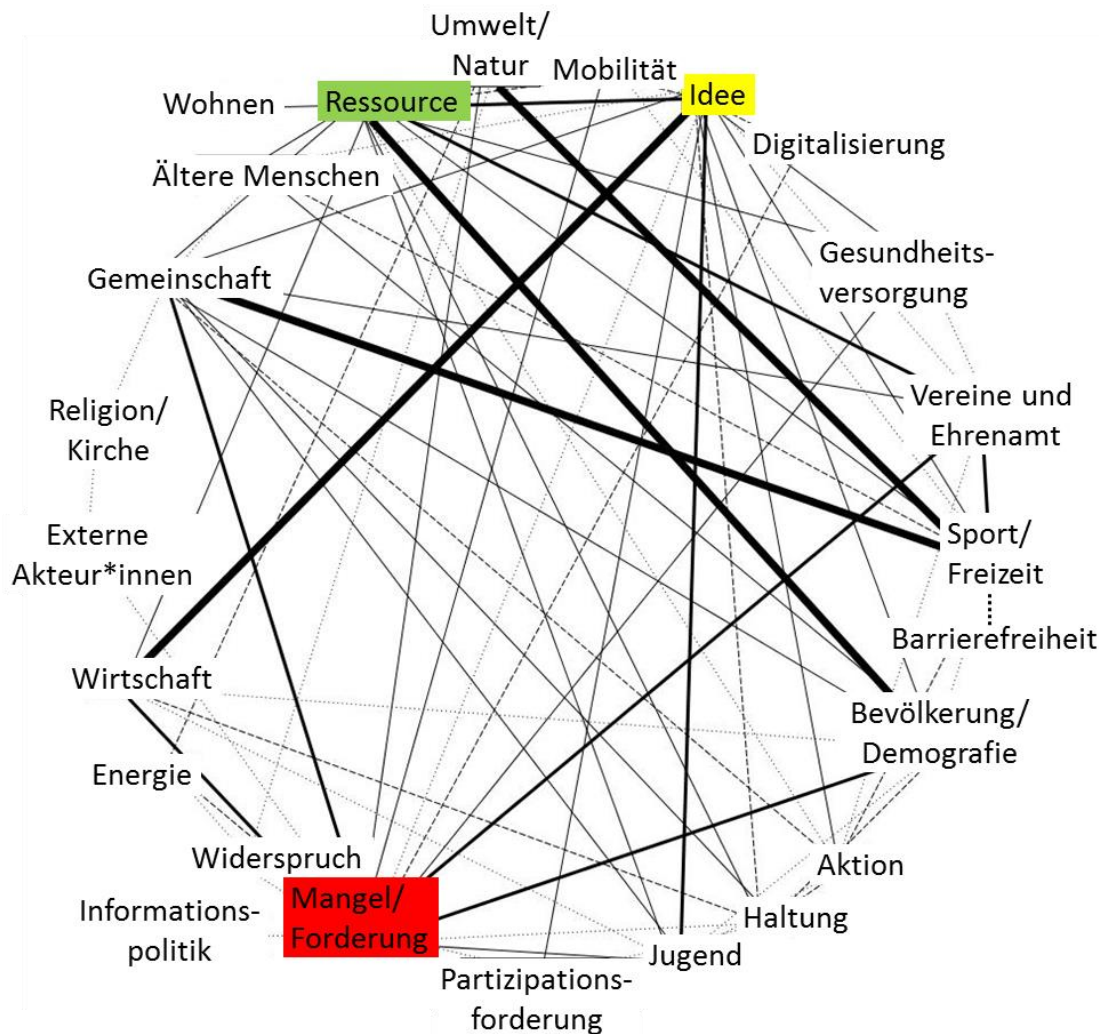 Umwelt/
Natur
Mobilität
Idee
Wohnen
Ressource
Digitalisierung
Ältere Menschen
Gesundheits-
versorgung
Gemeinschaft
Vereine und
Ehrenamt
Religion/
Kirche
Externe
Akteur*innen
Sport/
Freizeit
Barrierefreiheit
Wirtschaft
Bevölkerung/
Demografie
Energie
Widerspruch
Aktion
Informations-
politik
Mangel/
Forderung
Haltung
Jugend
Partizipations-
forderung